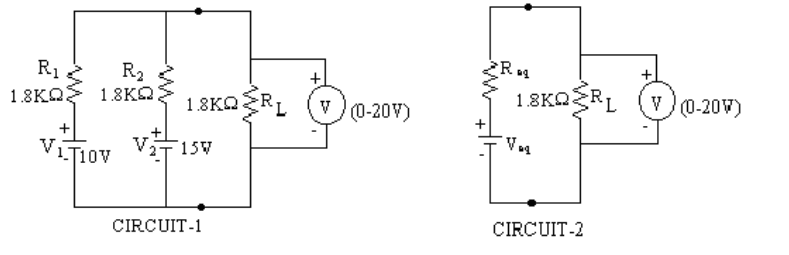 R1
1.8KΩ
V1
+
-
10V
R2
1.8KΩ
V2
+
-
15V
1.8KΩ
RL
+
V
-
(0-20V)
CIRCUIT-1
Req
+
-
Veq
1.8KΩ
RL
+
V
-
(0-20V)
CIRCUIT-2